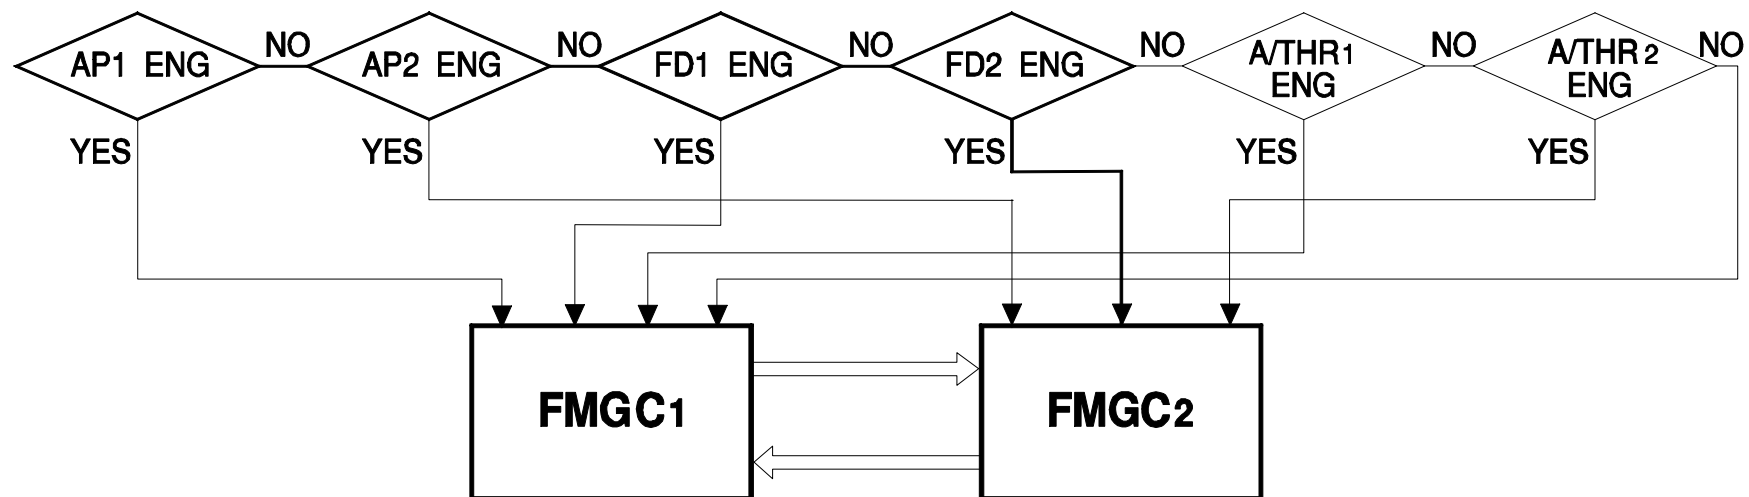 AP1 ENG
NO
AP2 ENG
NO
FD1 ENG
NO
FD2 ENG
NO
A/THR1
ENG
NO
A/THR2
ENG
NO
YES
YES
YES
YES
YES
YES
FMGC1
FMGC2